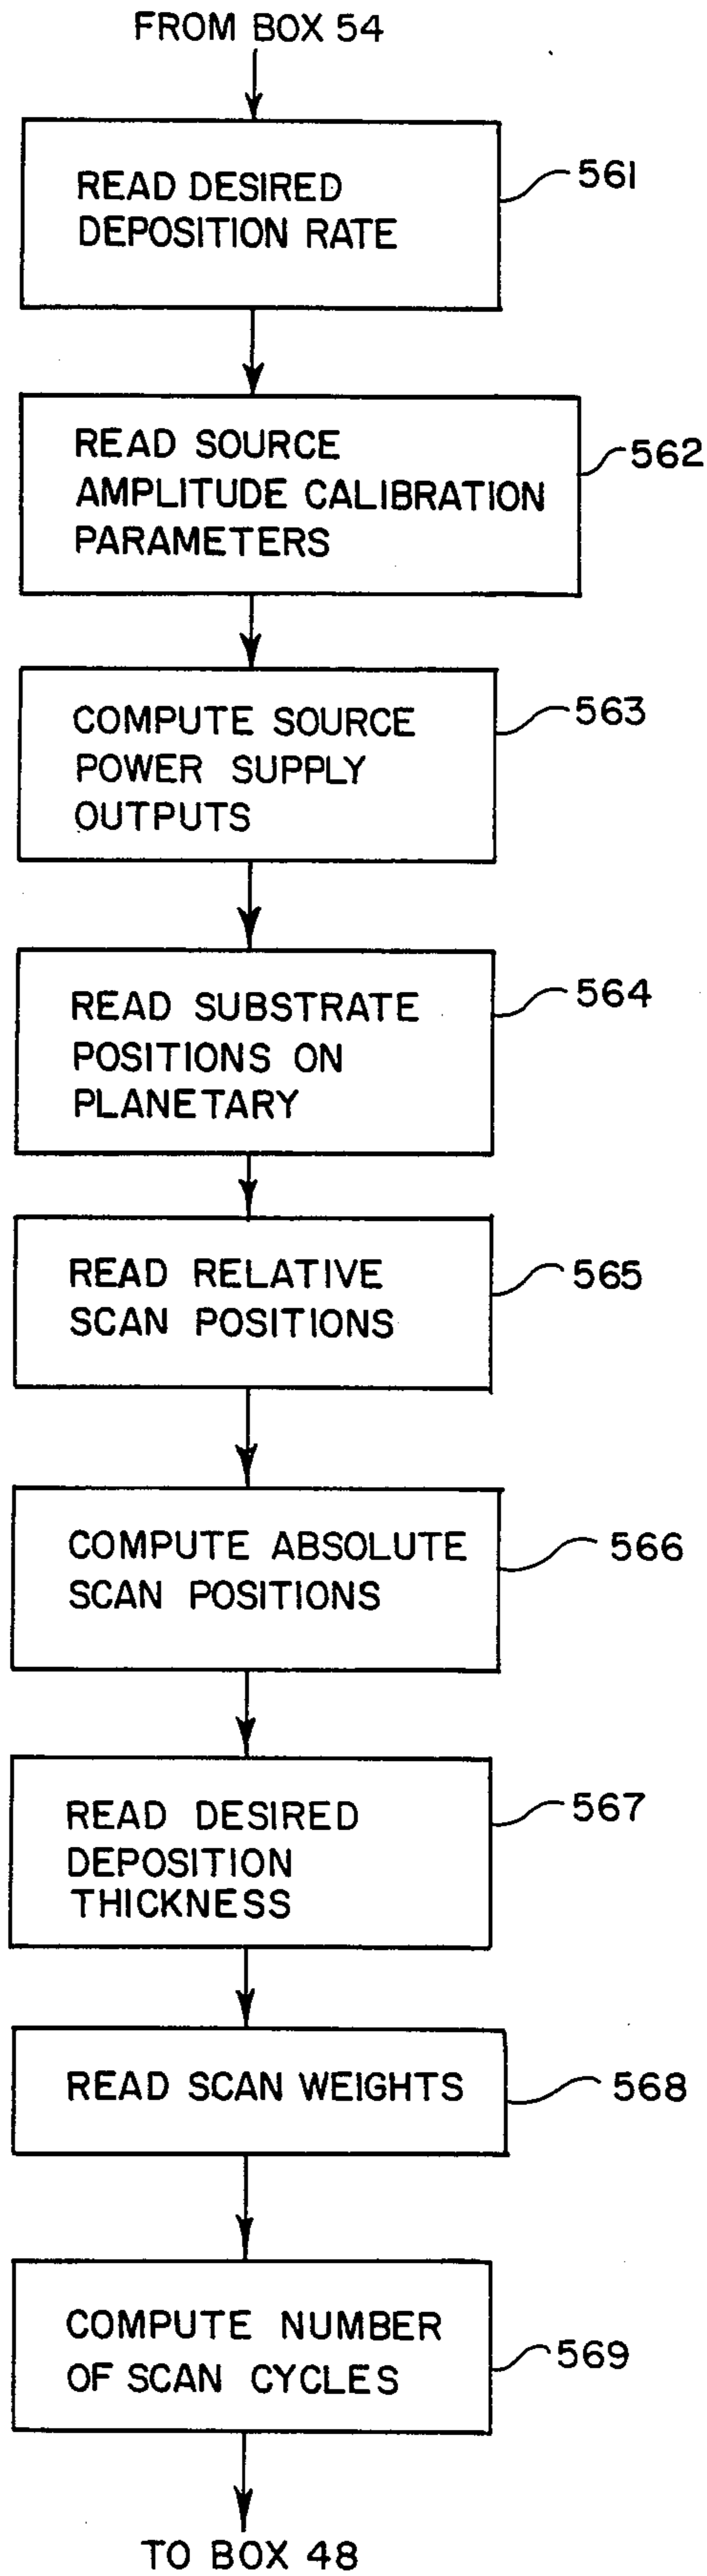 FROM BOX 54
READ DESIRED
DEPOSITION RATE
561
READ SOURCE
AMPLITUDE CALIBRATION
PARAMETERS
562
COMPUTE SOURCE
POWER SUPPLY
OUTPUTS
563
READ SUBSTRATE
POSITIONS ON
PLANETARY
564
READ RELATIVE
SCAN POSITIONS
565
COMPUTE ABSOLUTE
SCAN POSITIONS
566
READ DESIRED
DEPOSITION
THICKNESS
567
READ SCAN WEIGHTS
568
COMPUTE NUMBER
OF SCAN CYCLES
569
TO BOX 48